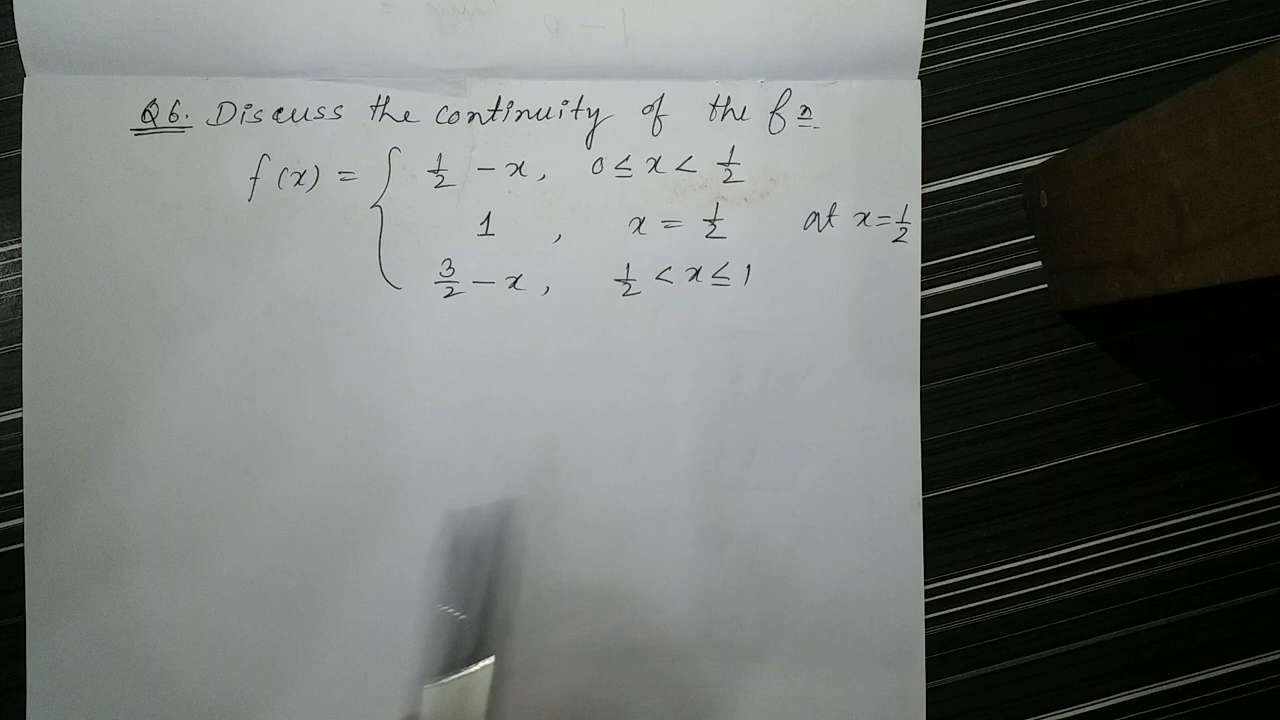 Q6. Discuss the continuity of the fn.
f(x) = { 1/2 - x, 0 ≤ x < 1/2
1, x = 1/2 at x = 1/2
3/2 - x, 1/2 < x ≤ 1